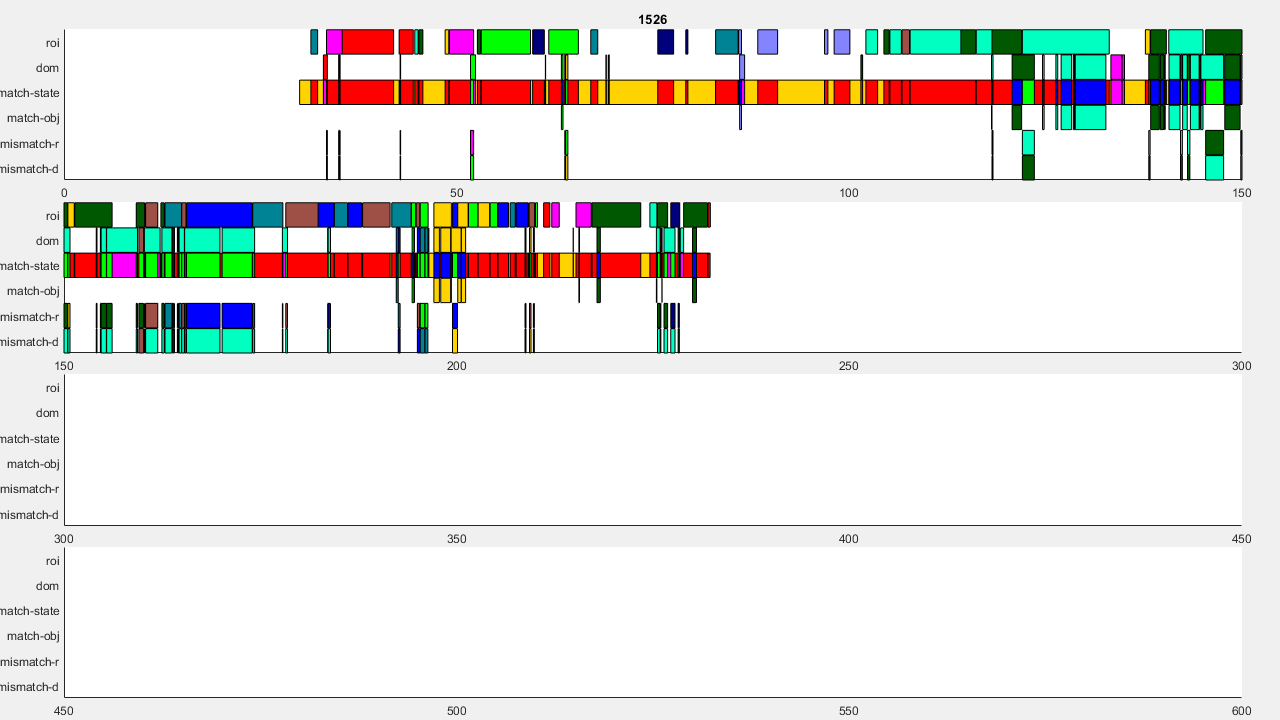 1526
roi
dom
match-state
match-obj
mismatch-r
mismatch-d
0 50 100 150
roi
dom
match-state
match-obj
mismatch-r
mismatch-d
150 200 250 300
roi
dom
match-state
match-obj
mismatch-r
mismatch-d
300 350 400 450
roi
dom
match-state
match-obj
mismatch-r
mismatch-d
450 500 550 600